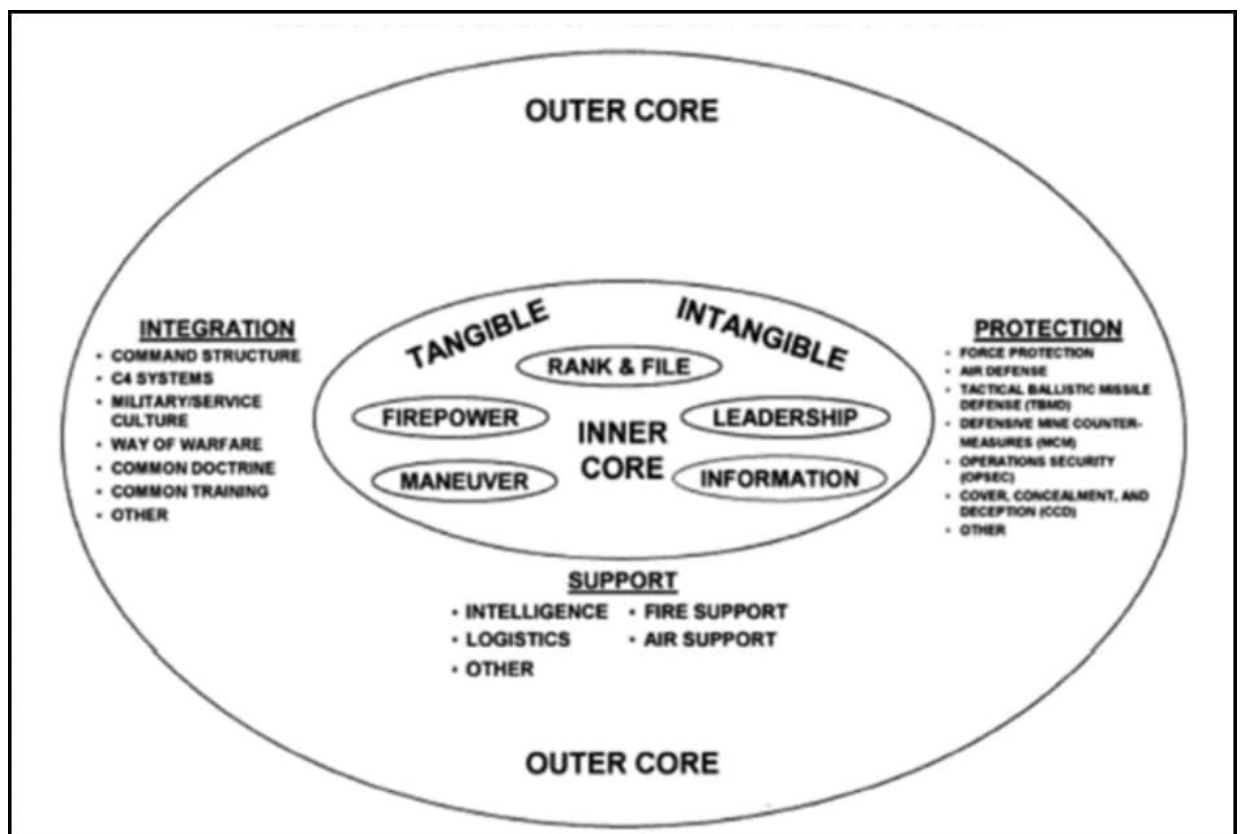 OUTER CORE
TANGIBLE
INTANGIBLE
RANK & FILE
FIREPOWER
LEADERSHIP
INNER
CORE
MANEUVER
INFORMATION
INTEGRATION
• COMMAND STRUCTURE
• C4 SYSTEMS
• MILITARY/SERVICE
CULTURE
• WAY OF WARFARE
• COMMON DOCTRINE
• COMMON TRAINING
• OTHER
PROTECTION
• FORCE PROTECTION
• AIR DEFENSE
• TACTICAL BALLISTIC MISSILE
DEFENSE (TBMD)
• DEFENSIVE MINE COUNTER-
MEASURES (MCM)
• OPERATIONS SECURITY
(OPSEC)
• COVER, CONCEALMENT, AND
DECEPTION (CCD)
• OTHER
SUPPORT
• INTELLIGENCE • FIRE SUPPORT
• LOGISTICS • AIR SUPPORT
• OTHER
OUTER CORE